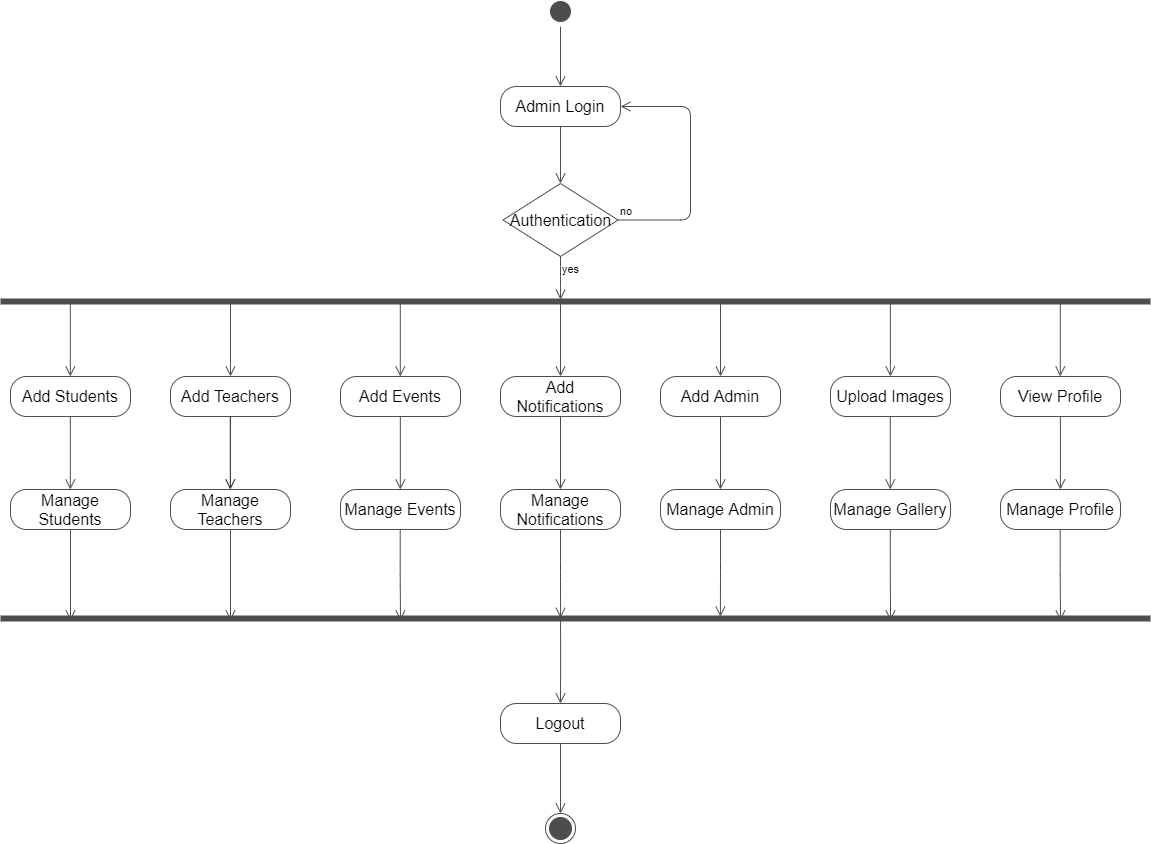 Admin Login
Authentication
no
yes
Add Students
Add Teachers
Add Events
Add
Notifications
Add Admin
Upload Images
View Profile
Manage
Students
Manage
Teachers
Manage Events
Manage
Notifications
Manage Admin
Manage Gallery
Manage Profile
Logout